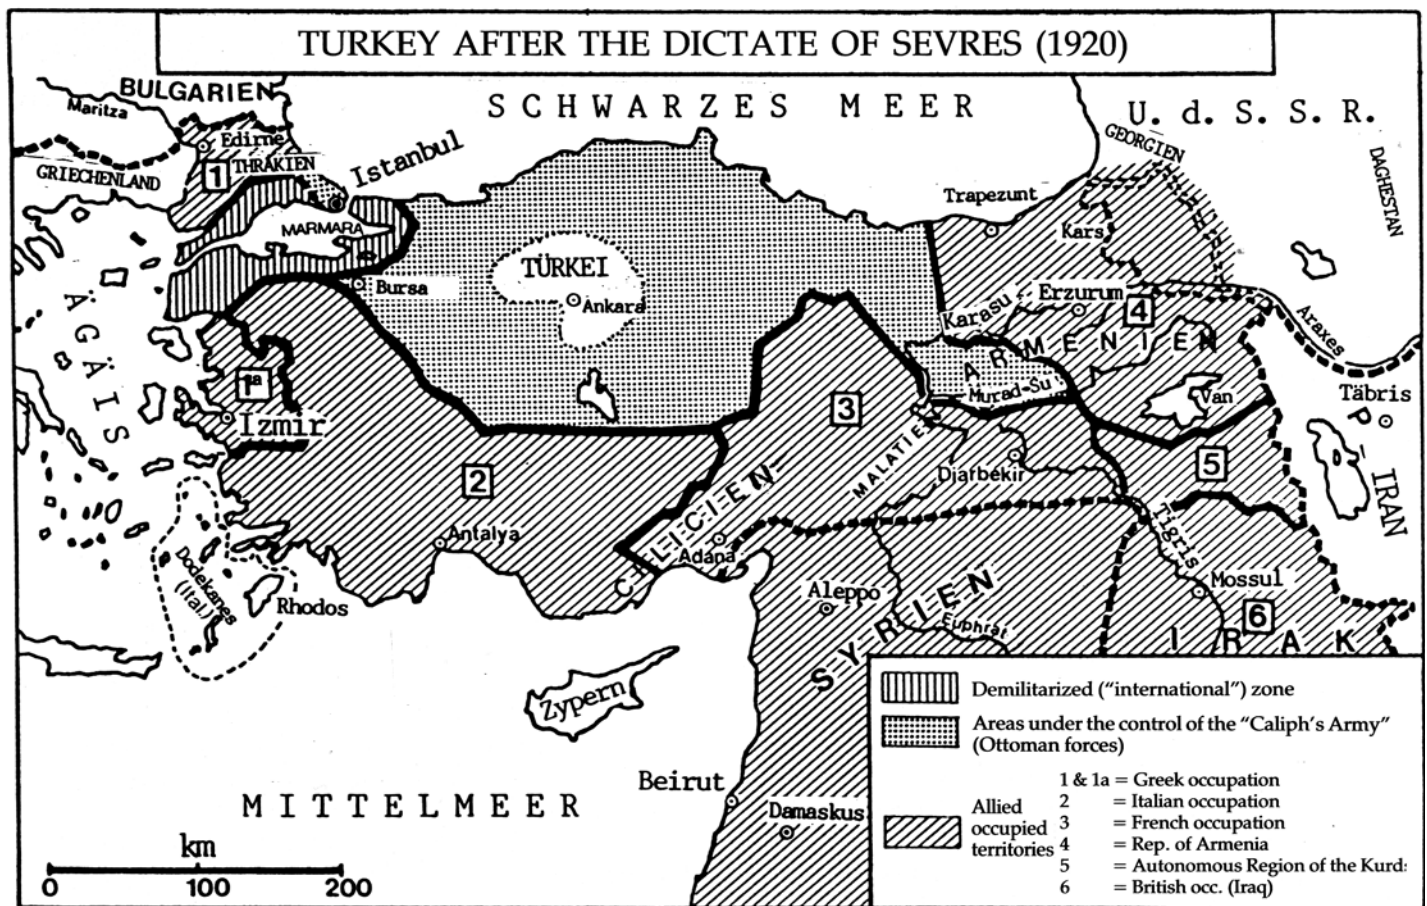 TURKEY AFTER THE DICTATE OF SEVRES (1920)
BULGARIEN
Maritza
SCHWARZES MEER
U. d. S. S. R.
GEORGIEN
DAGHESTAN
Edirne
Istanbul
1
THRAKIEN
GRIECHENLAND
MARMARA
Trapezunt
Kars
TÜRKEI
Ankara
Bursa
Karasu
Erzurum
4
Araxes
ÄGÄIS
ARMENIEN
Murad-Su
Van
Täbris
1a
Izmir
3
MALATIEN
Diarbekir
5
IRAN
P
2
CILICIEN
Antalya
Adana
Tigris
Mossul
Dodekanes
(Ital.)
Rhodos
Aleppo
SYRIEN
Euphrat
6
IRAK
Zypern
Beirut
Damaskus
MITTELMEER
km
0 100 200
Demilitarized (“international”) zone
Areas under the control of the “Caliph's Army”
(Ottoman forces)
Allied
occupied
territories
1 & 1a = Greek occupation
2 = Italian occupation
3 = French occupation
4 = Rep. of Armenia
5 = Autonomous Region of the Kurds
6 = British occ. (Iraq)